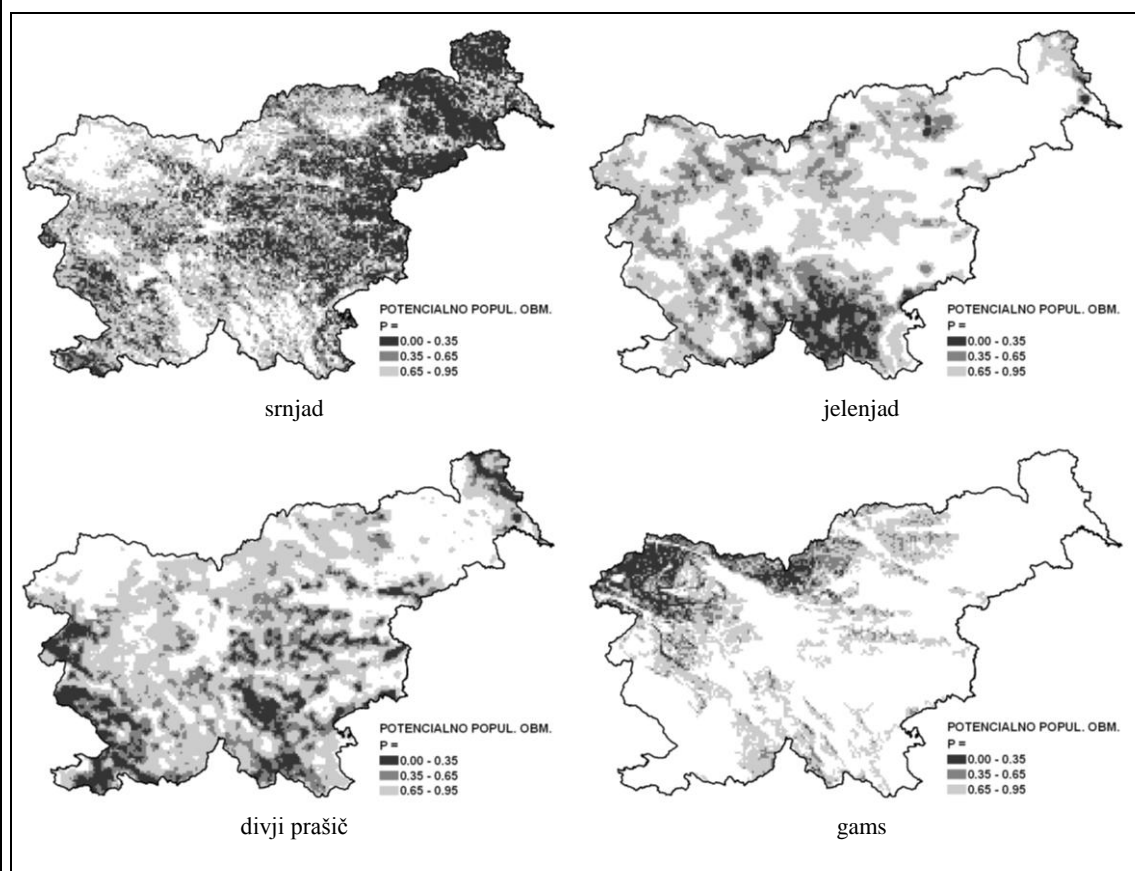 POTENCIALNO POPUL. OBM.
P =
0.00 - 0.35
0.35 - 0.65
0.65 - 0.95
srnjad
POTENCIALNO POPUL. OBM.
P =
0.00 - 0.35
0.35 - 0.65
0.65 - 0.95
jelenjad
POTENCIALNO POPUL. OBM.
P =
0.00 - 0.35
0.35 - 0.65
0.65 - 0.95
divji prašič
POTENCIALNO POPUL. OBM.
P =
0.00 - 0.35
0.35 - 0.65
0.65 - 0.95
gams